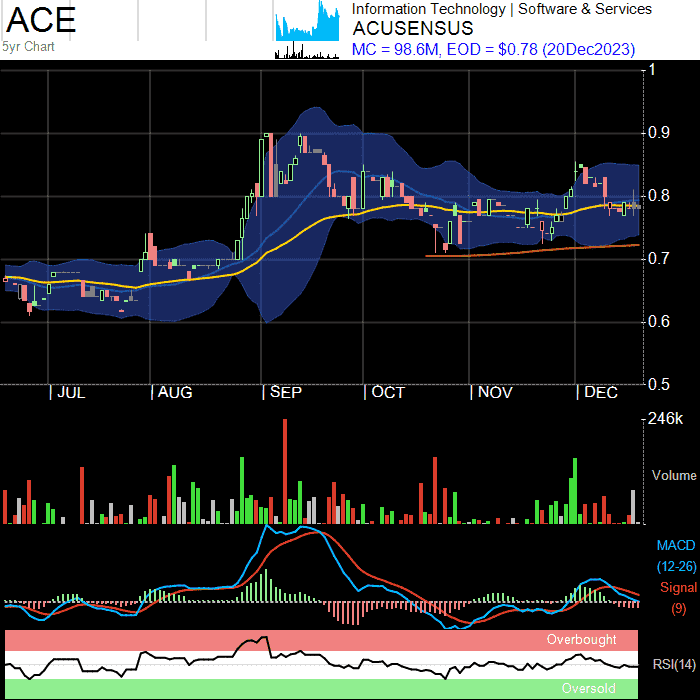 ACE
5yr Chart
Information Technology | Software & Services
ACUSENSUS
MC = 98.6M, EOD = $0.78 (20Dec2023)
1
0.9
0.8
0.7
0.6
0.5
| JUL | AUG | SEP | OCT | NOV | DEC
246k
Volume
MACD
(12-26)
Signal
(9)
Overbought
RSI(14)
Oversold